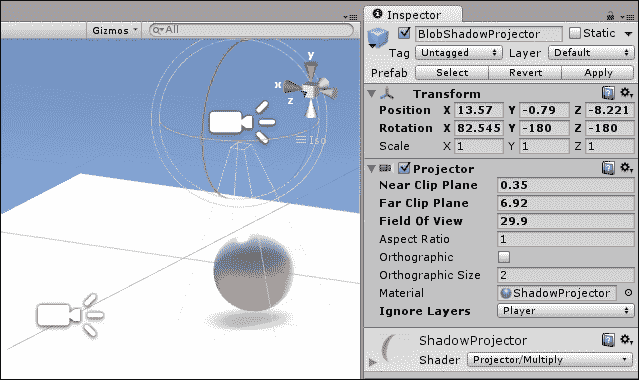 Gizmos All
y
x
z
Iso
Inspector
BlobShadowProjector Static
Tag Untagged Layer Default
Prefab Select Revert Apply
Transform
Position X 13.57 Y -0.79 Z -8.221
Rotation X 82.545 Y -180 Z -180
Scale X 1 Y 1 Z 1
Projector
Near Clip Plane 0.35
Far Clip Plane 6.92
Field Of View 29.9
Aspect Ratio 1
Orthographic
Orthographic Size 2
Material ShadowProjector
Ignore Layers Player
ShadowProjector
Shader Projector/Multiply